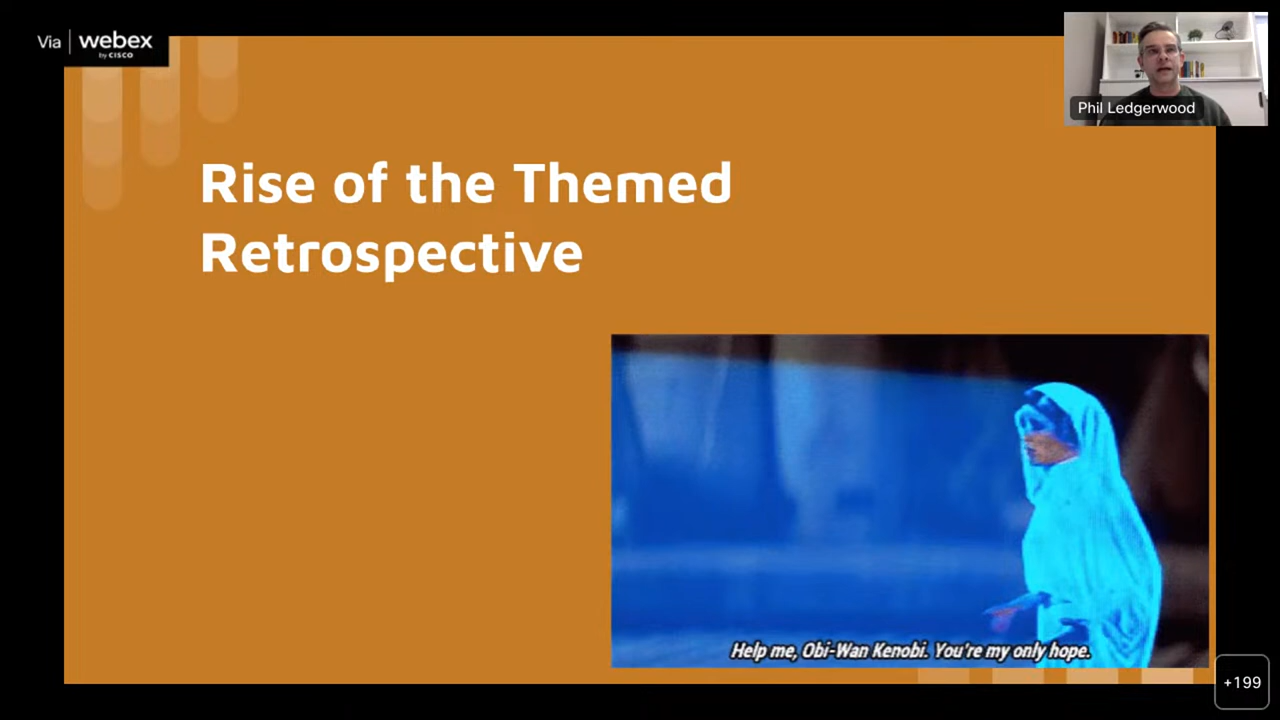 Via webex
by CISCO
Phil Ledgerwood
Rise of the Themed
Retrospective
Help me, Obi-Wan Kenobi. You're my only hope.
+199